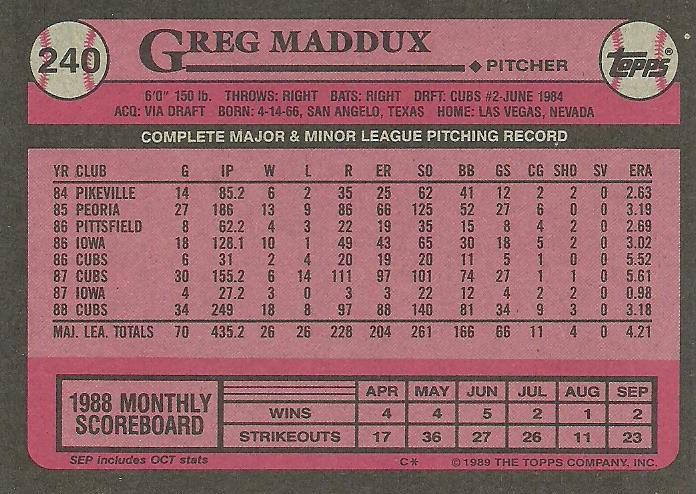 240
GREG MADDUX
TOPPS®
◆ PITCHER
6'0" 150 lb. THROWS: RIGHT BATS: RIGHT DRFT: CUBS #2-JUNE 1984
ACQ: VIA DRAFT BORN: 4-14-66, SAN ANGELO, TEXAS HOME: LAS VEGAS, NEVADA
COMPLETE MAJOR & MINOR LEAGUE PITCHING RECORD
YR CLUB G IP W L R ER SO BB GS CG SHO SV ERA
84 PIKEVILLE 14 85.2 6 2 35 25 62 41 12 2 2 0 2.63
85 PEORIA 27 186 13 9 86 66 125 52 27 6 0 0 3.19
86 PITTSFIELD 8 62.2 4 3 22 19 35 15 8 4 2 0 2.69
86 IOWA 18 128.1 10 1 49 43 65 30 18 5 2 0 3.02
86 CUBS 6 31 2 4 20 19 20 11 5 1 0 0 5.52
87 CUBS 30 155.2 6 14 111 97 101 74 27 1 1 0 5.61
87 IOWA 4 27.2 3 0 3 3 22 12 4 2 2 0 0.98
88 CUBS 34 249 18 8 97 88 140 81 34 9 3 0 3.18
MAJ. LEA. TOTALS 70 435.2 26 26 228 204 261 166 66 11 4 0 4.21
1988 MONTHLY
SCOREBOARD
APR MAY JUN JUL AUG SEP
WINS 4 4 5 2 1 2
STRIKEOUTS 17 36 27 26 11 23
SEP includes OCT stats
C*
©1989 THE TOPPS COMPANY, INC.